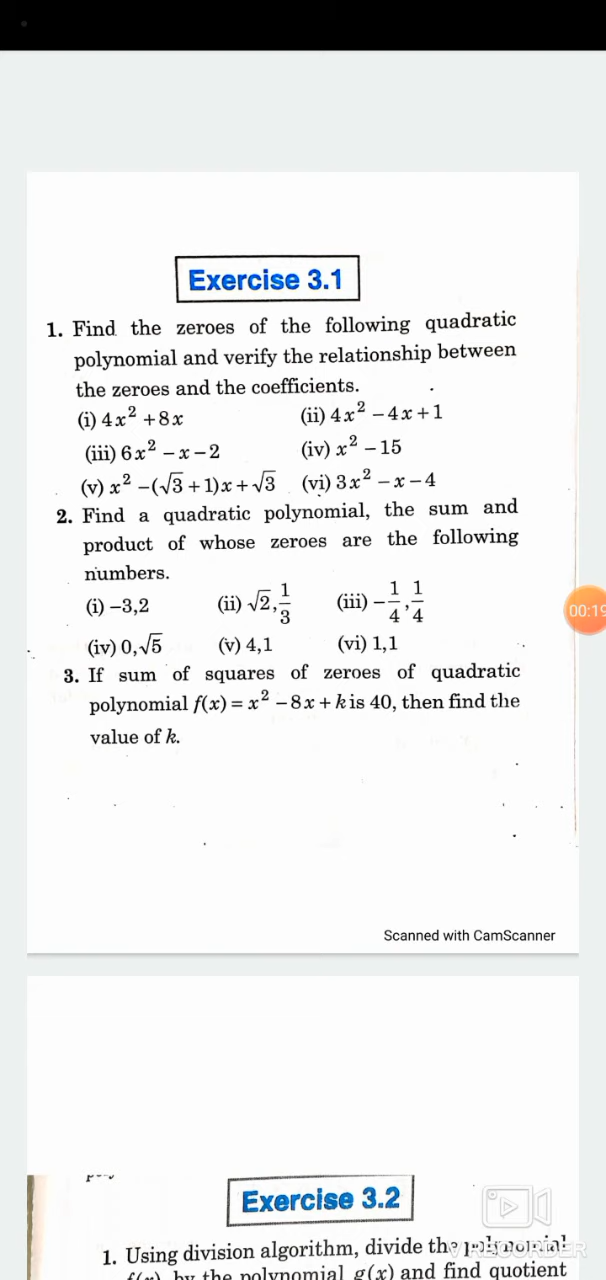 Exercise 3.1
1. Find the zeroes of the following quadratic
polynomial and verify the relationship between
the zeroes and the coefficients.
(i) 4x² + 8x (ii) 4x² – 4x + 1
(iii) 6x² – x – 2 (iv) x² – 15
(v) x² – (√3 + 1)x + √3 (vi) 3x² – x – 4
2. Find a quadratic polynomial, the sum and
product of whose zeroes are the following
numbers.
(i) –3,2 (ii) √2, 1/3 (iii) –1/4, 1/4
(iv) 0, √5 (v) 4,1 (vi) 1,1
00:19
3. If sum of squares of zeroes of quadratic
polynomial f(x) = x² – 8x + k is 40, then find the
value of k.
Scanned with CamScanner
Exercise 3.2
1. Using division algorithm, divide the polynomial
f(x) by the polynomial g(x) and find quotient
V RECORDER